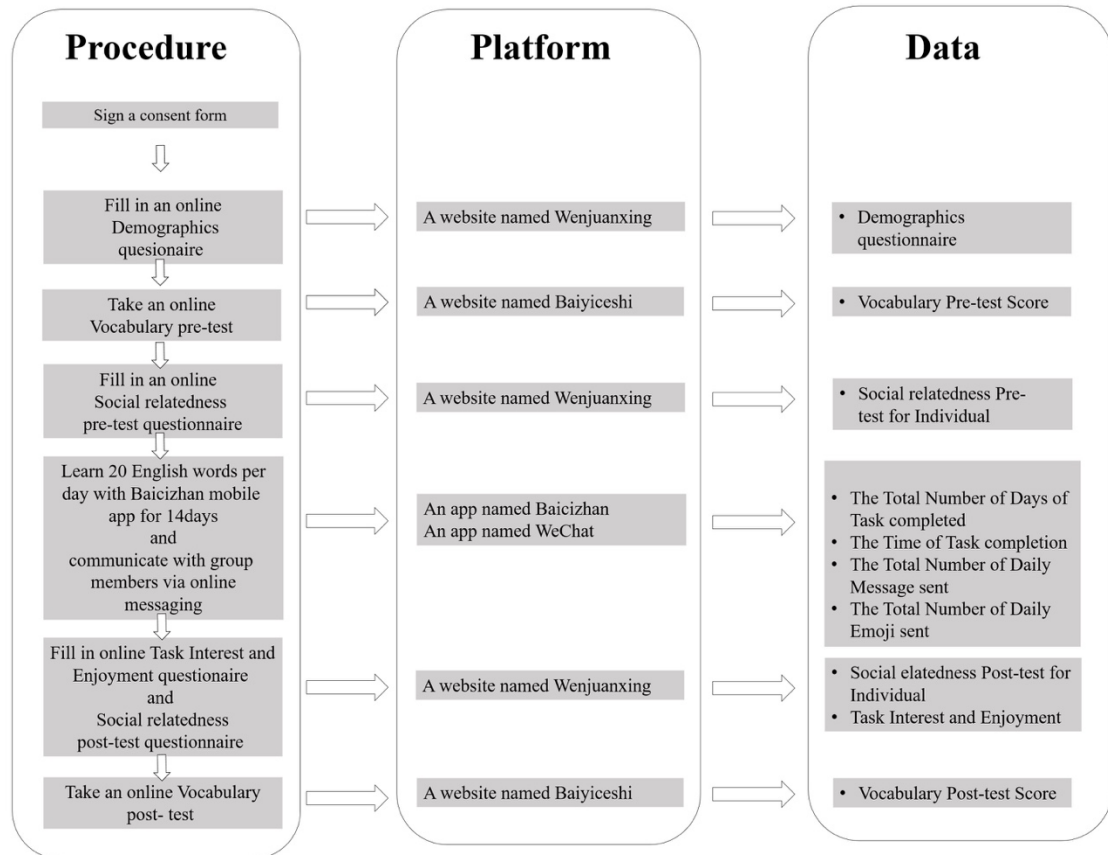 Procedure
Platform
Data
Sign a consent form
Fill in an online
Demographics
quesionaire
A website named Wenjuanxing
• Demographics
questionnaire
Take an online
Vocabulary pre-test
A website named Baiyiceshi
• Vocabulary Pre-test Score
Fill in an online
Social relatedness
pre-test questionnaire
A website named Wenjuanxing
• Social relatedness Pre-
test for Individual
Learn 20 English words per
day with Baicizhan mobile
app for 14days
and
communicate with group
members via online
messaging
An app named Baicizhan
An app named WeChat
• The Total Number of Days of
Task completed
• The Time of Task completion
• The Total Number of Daily
Message sent
• The Total Number of Daily
Emoji sent
Fill in online Task Interest and
Enjoyment questionaire
and
Social relatedness
post-test questionnaire
A website named Wenjuanxing
• Social elatedness Post-test for
Individual
• Task Interest and Enjoyment
Take an online Vocabulary
post- test
A website named Baiyiceshi
• Vocabulary Post-test Score